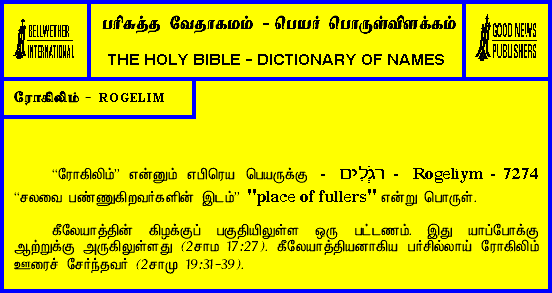 BELLWETHER
INTERNATIONAL
பரிசுத்த வேதாகமம் - பெயர் பொருள்விளக்கம்
THE HOLY BIBLE - DICTIONARY OF NAMES
GOOD NEWS
PUBLISHERS
ரோகிலிம் - ROGELIM
“ரோகிலிம்” என்னும் எபிரெய பெயருக்கு - רֹגְלִים - Rogeliym - 7274
“சலவை பண்ணுகிறவர்களின் இடம்” "place of fullers" என்று பொருள்.
கீலேயாத்தின் கிழக்குப் பகுதியிலுள்ள ஒரு பட்டணம். இது யாப்போக்கு
ஆற்றுக்கு அருகிலுள்ளது (2சாமு 17:27). கீலேயாத்தியனாகிய பர்சில்லாய் ரோகிலிம்
ஊரைச் சேர்ந்தவர் (2சாமு 19:31-39).